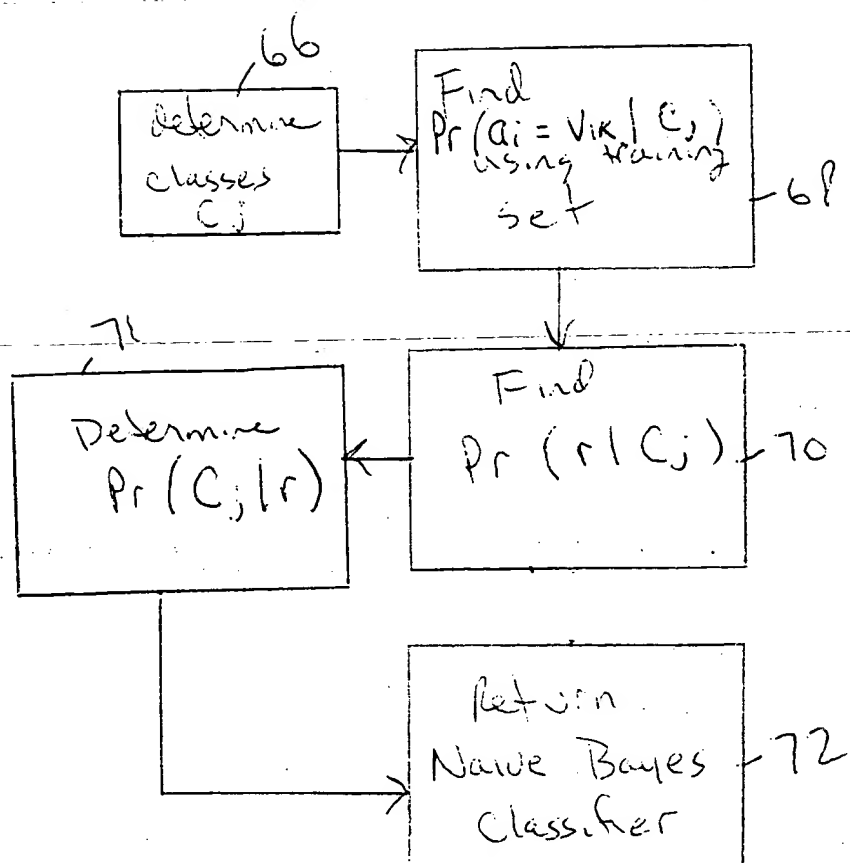 66
Determine
classes
Cj
Find
Pr(ai = Vik | Cj)
using training
set
68
71
Determine
Pr(Cj|r)
Find
Pr (r| Cj)
70
Return
Naive Bayes
Classifier
72